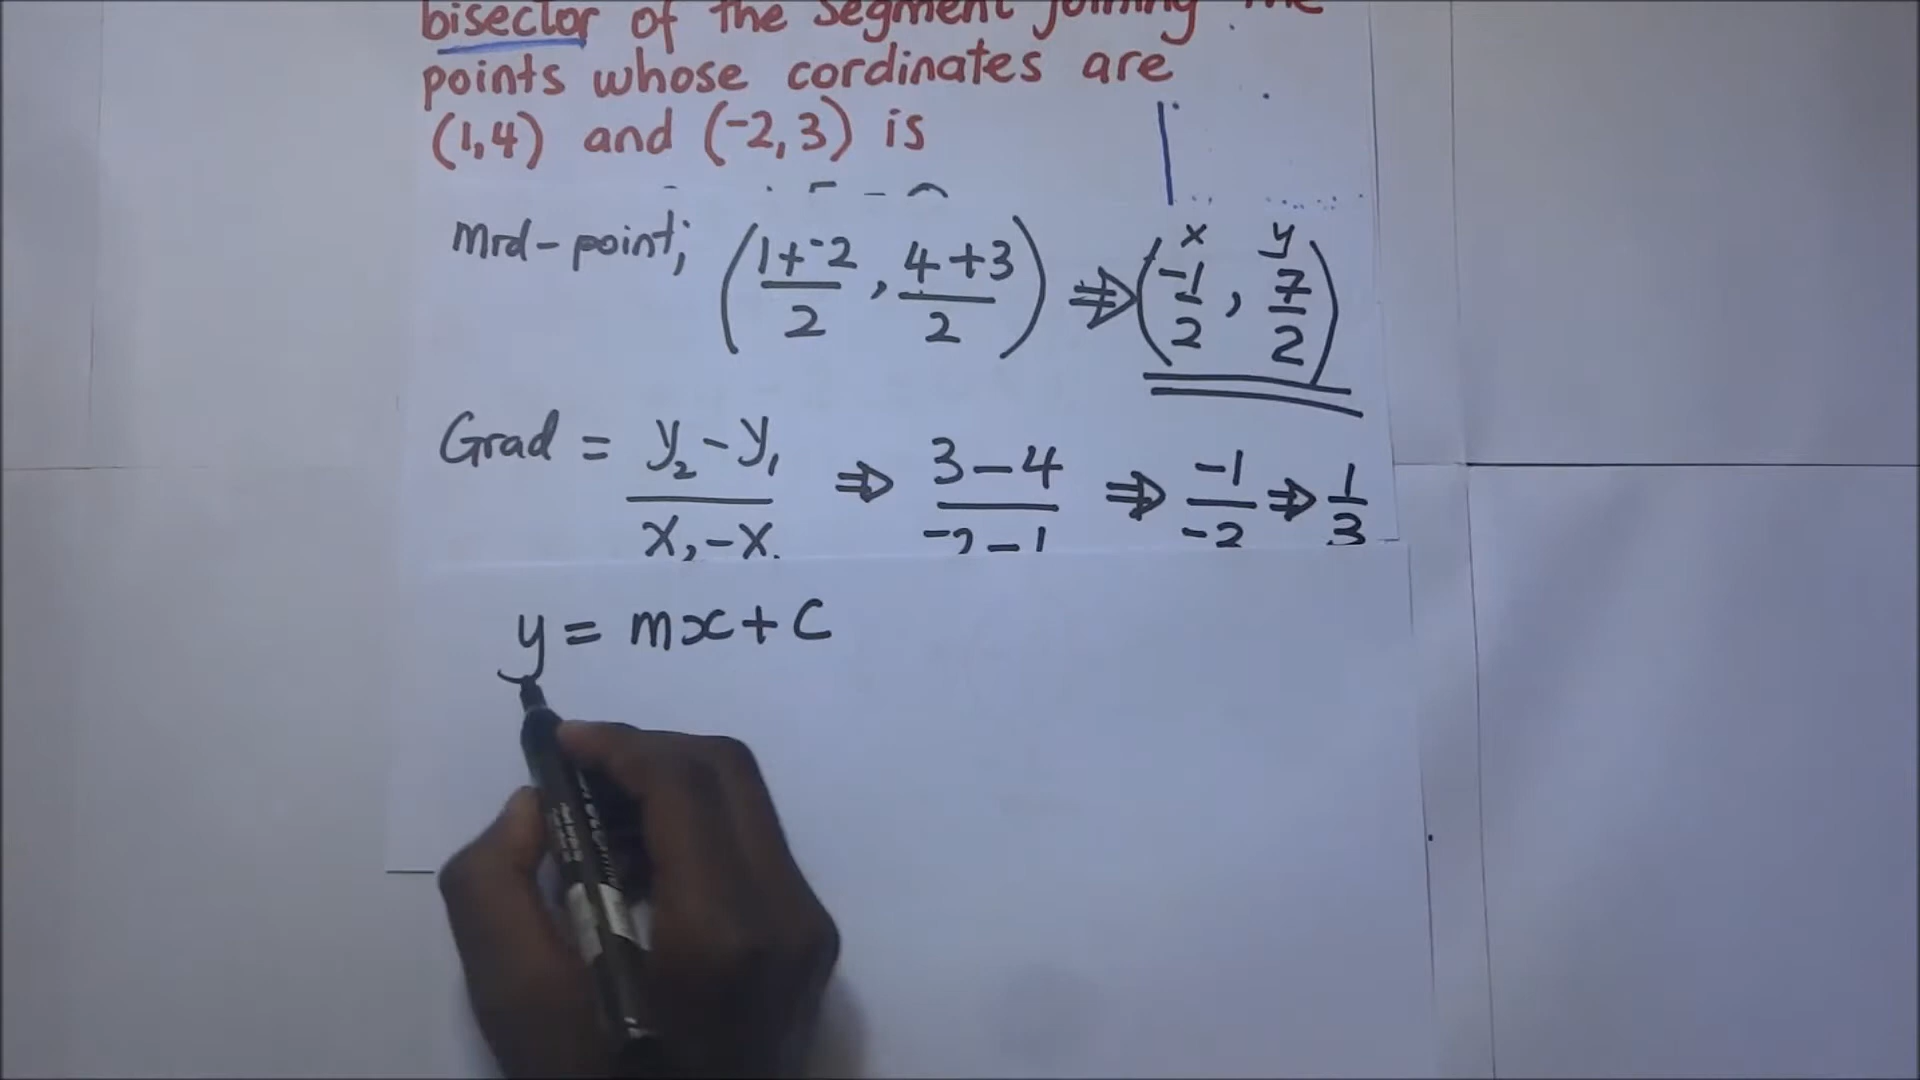 bisector of the segment joining the
points whose cordinates are
(1,4) and (-2,3) is
Mid-point; (1+-2/2, 4+3/2) ⇒ (-1/2, 7/2)
x y
Grad = y₂-y₁/x₂-x₁ ⇒ 3-4/-2-1 ⇒ -1/-2 ⇒ 1/3
y = mx + c